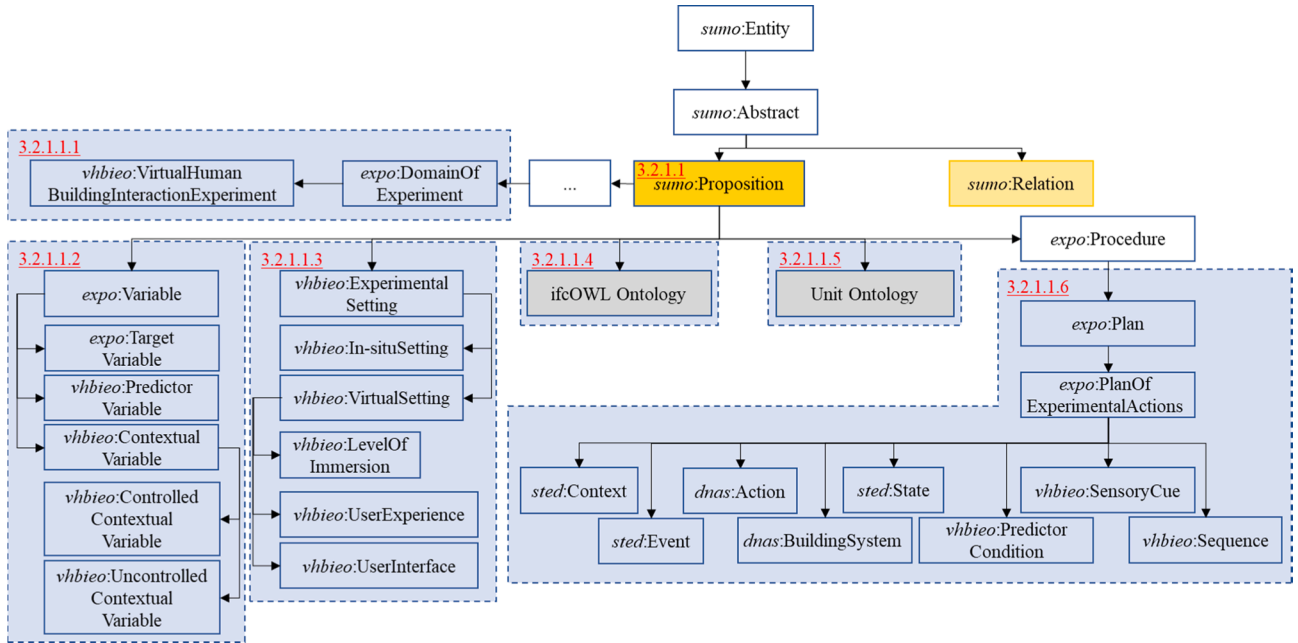 sumo:Entity
sumo:Abstract
3.2.1.1.1
vhbieo:VirtualHuman
BuildingInteractionExperiment
expo:DomainOf
Experiment
...
3.2.1.1
sumo:Proposition
sumo:Relation
expo:Procedure
3.2.1.1.2
expo:Variable
expo:Target
Variable
vhbieo:Predictor
Variable
vhbieo:Contextual
Variable
vhbieo:Controlled
Contextual
Variable
vhbieo:Uncontrolled
Contextual
Variable
3.2.1.1.3
vhbieo:Experimental
Setting
vhbieo:In-situSetting
vhbieo:VirtualSetting
vhbieo:LevelOf
Immersion
vhbieo:UserExperience
vhbieo:UserInterface
3.2.1.1.4
ifcOWL Ontology
3.2.1.1.5
Unit Ontology
3.2.1.1.6
expo:Plan
expo:PlanOf
ExperimentalActions
sted:Context
dnas:Action
sted:State
vhbieo:SensoryCue
sted:Event
dnas:BuildingSystem
vhbieo:Predictor
Condition
vhbieo:Sequence